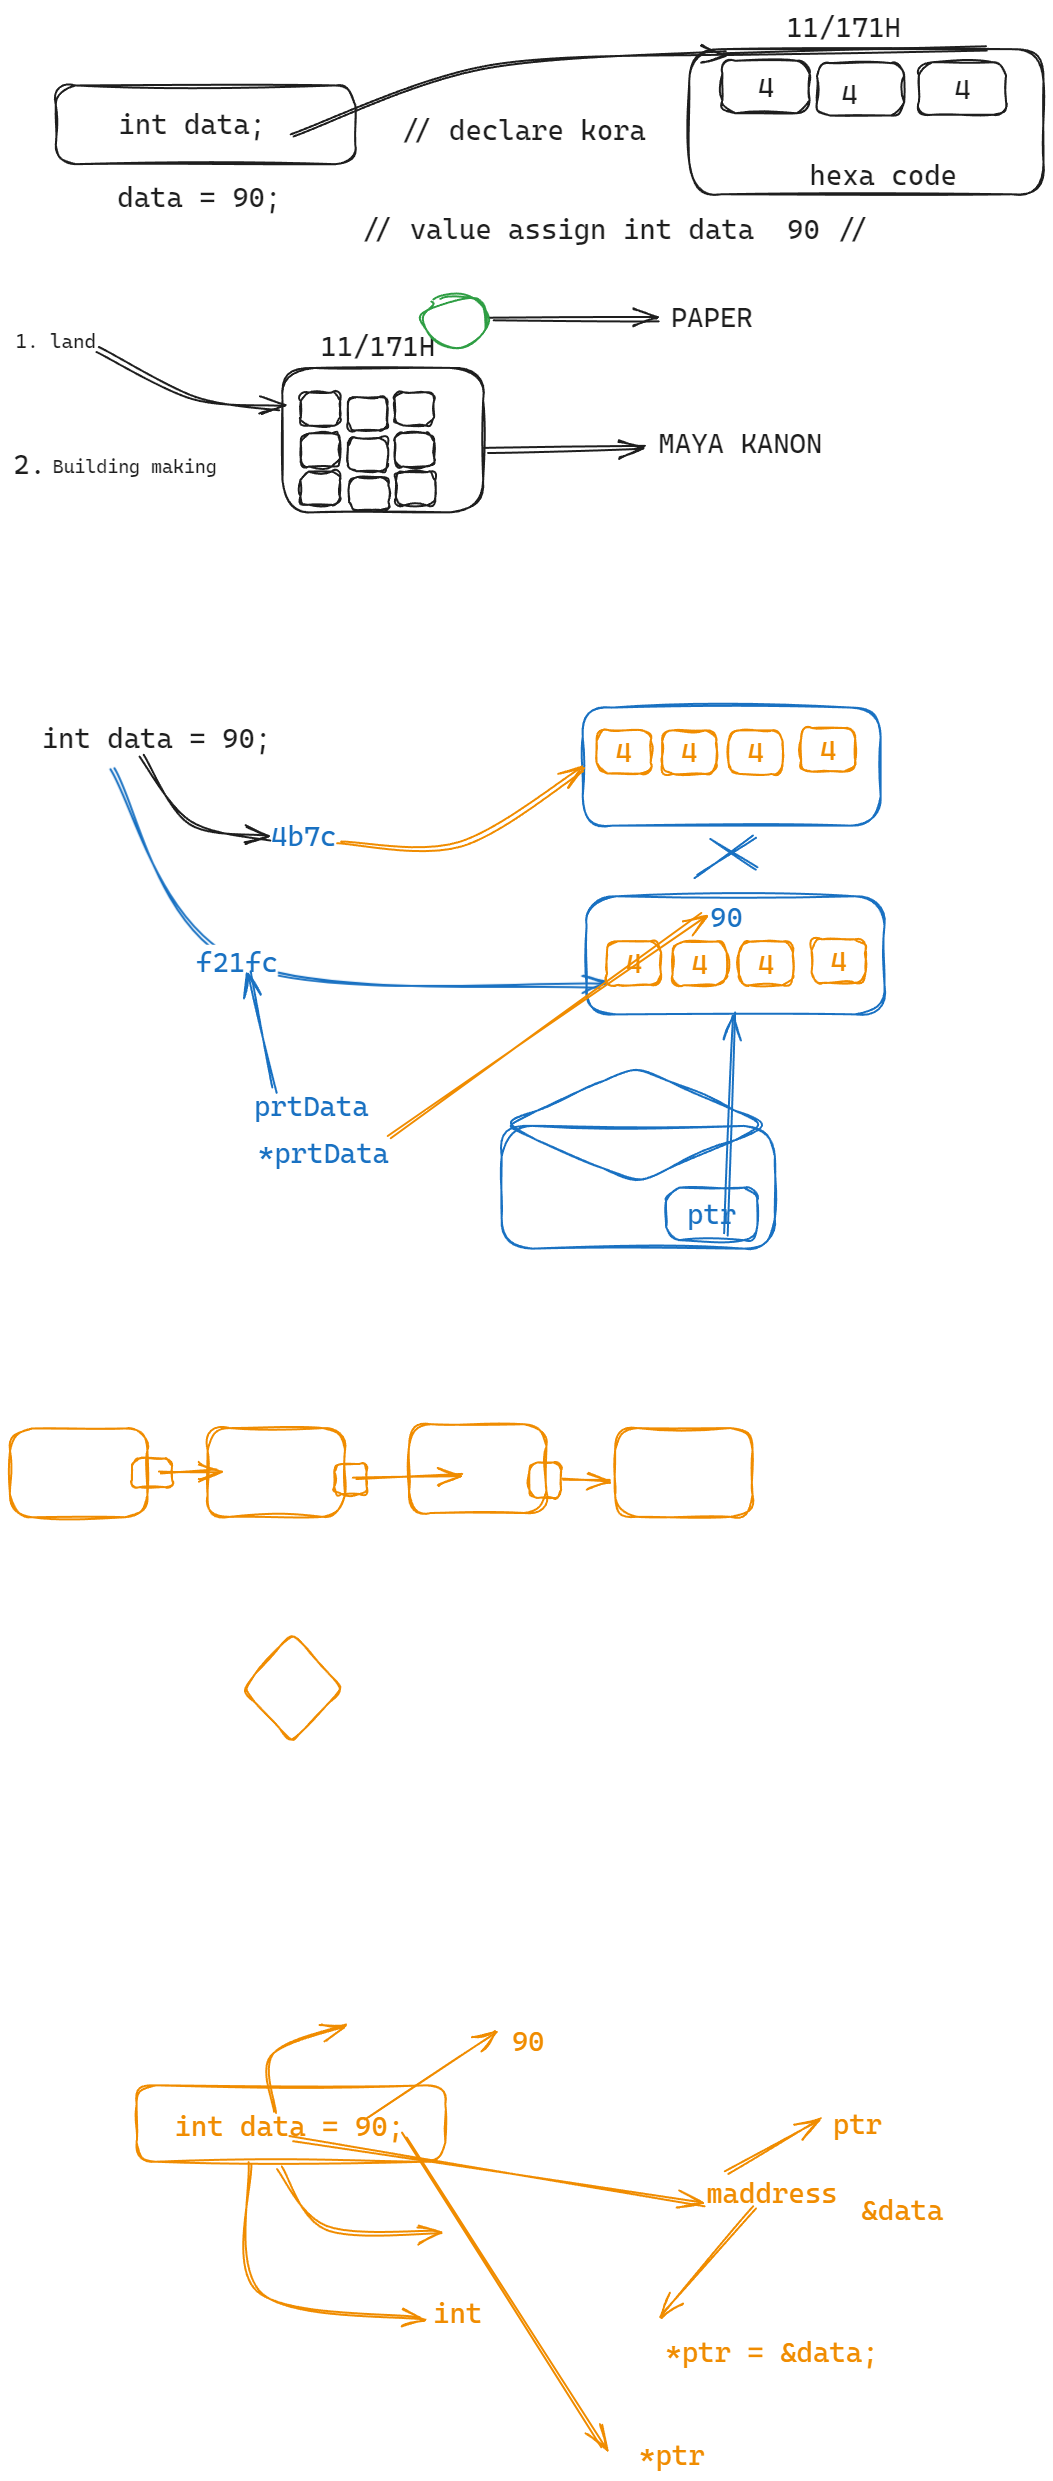 11/171H
4 4 4
int data;
// declare kora
hexa code
data = 90;
// value assign int data  90 //
PAPER
1. land
11/171H
MAYA KANON
2. Building making
int data = 90;
4 4 4 4
4b7c
90
f21fc
4 4 4 4
prtData
*prtData
ptr
90
int data = 90;
ptr
maddress
&data
int
*ptr = &data;
*ptr